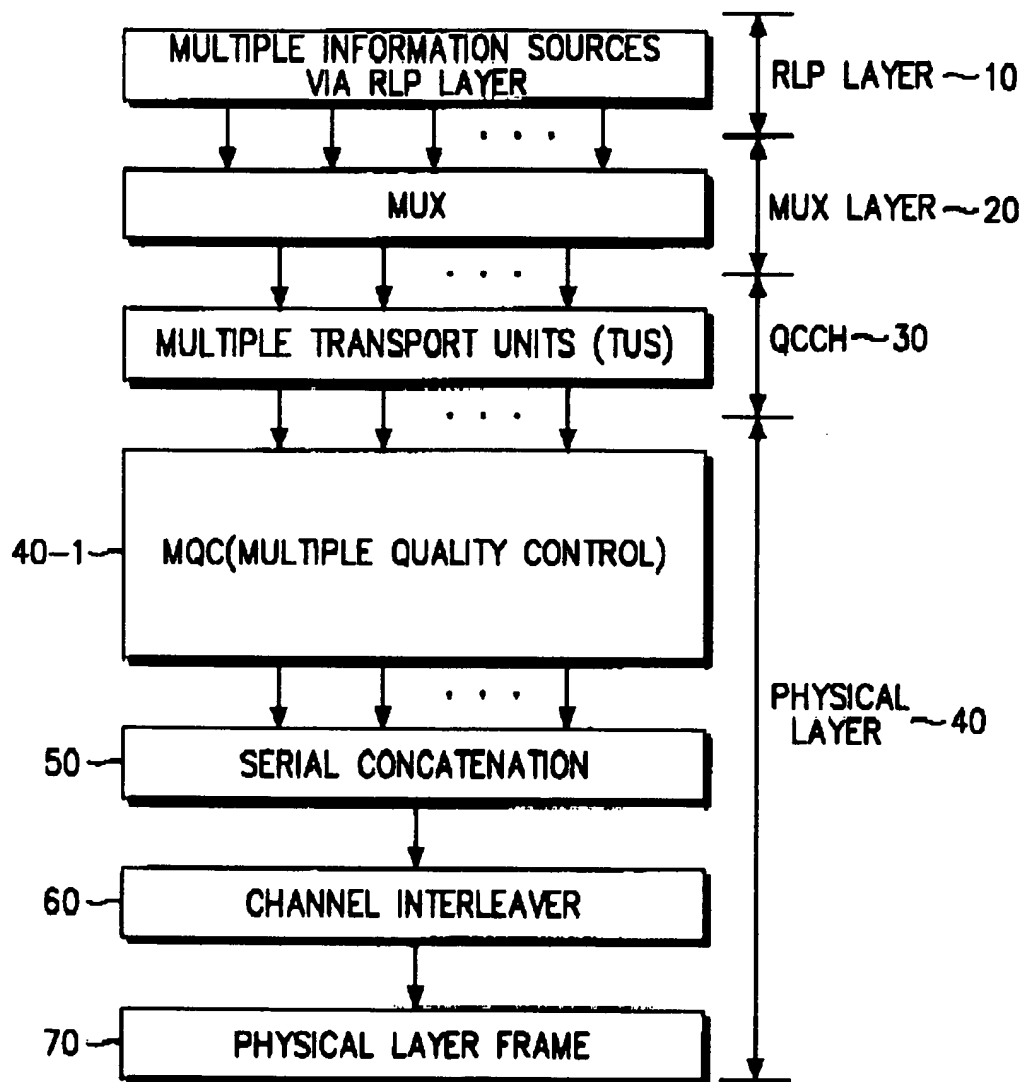 MULTIPLE INFORMATION SOURCES
VIA RLP LAYER
RLP LAYER
10
MUX
MUX LAYER
20
MULTIPLE TRANSPORT UNITS (TUS)
QCCH
30
40-1
MQC(MULTIPLE QUALITY CONTROL)
PHYSICAL
LAYER
40
50
SERIAL CONCATENATION
60
CHANNEL INTERLEAVER
70
PHYSICAL LAYER FRAME